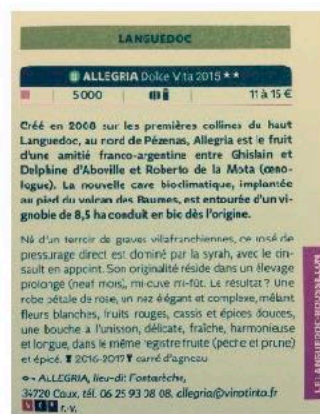 LANGUEDOC
ALLEGRIA Dolce Vita 2015 ★★
5000 11 à 15 €
Créé en 2008 sur les premières collines du haut
Languedoc, au nord de Pézenas, Allegria est le fruit
d'une amitié franco-argentine entre Ghislain et
Delphine d'Aboville et Roberto de la Mota (œno-
logus). La nouvelle cave bioclimatique, implantée
au pied du volcan des Baumes, est entourée d'un vi-
gnoble de 8,5 ha conduit en bio dès l'origine.
Né d'un terroir de graves villafranchiennes, ce rosé de
pressurage direct est dominé par la syrah, avec le cin-
sault en appoint. Son originalité réside dans un élevage
prolongé (neuf mois), mi-cuve mi-fût. Le résultat ? Une
robe pétale de rose, un nez élégant et complexe, mêlant
fleurs blanches, fruits rouges, cassis et épices douces,
une bouche à l'unisson, délicate, fraîche, harmonieuse
et longue, dans le même registre fruité (pêche et prune)
et épicé. 2016-2017 carré d'agneau
ALLEGRIA, lieu-dit Fontarèche,
34720 Caux, tél. 06 25 93 08 08, allegria@vinotinto.fr
r.-v.
LE LANGUEDOC-ROUSSILLON